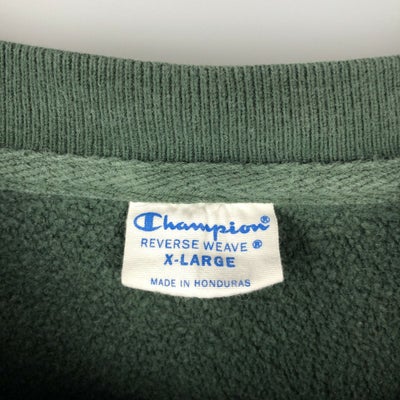 Champion®
REVERSE WEAVE ®
X-LARGE
MADE IN HONDURAS